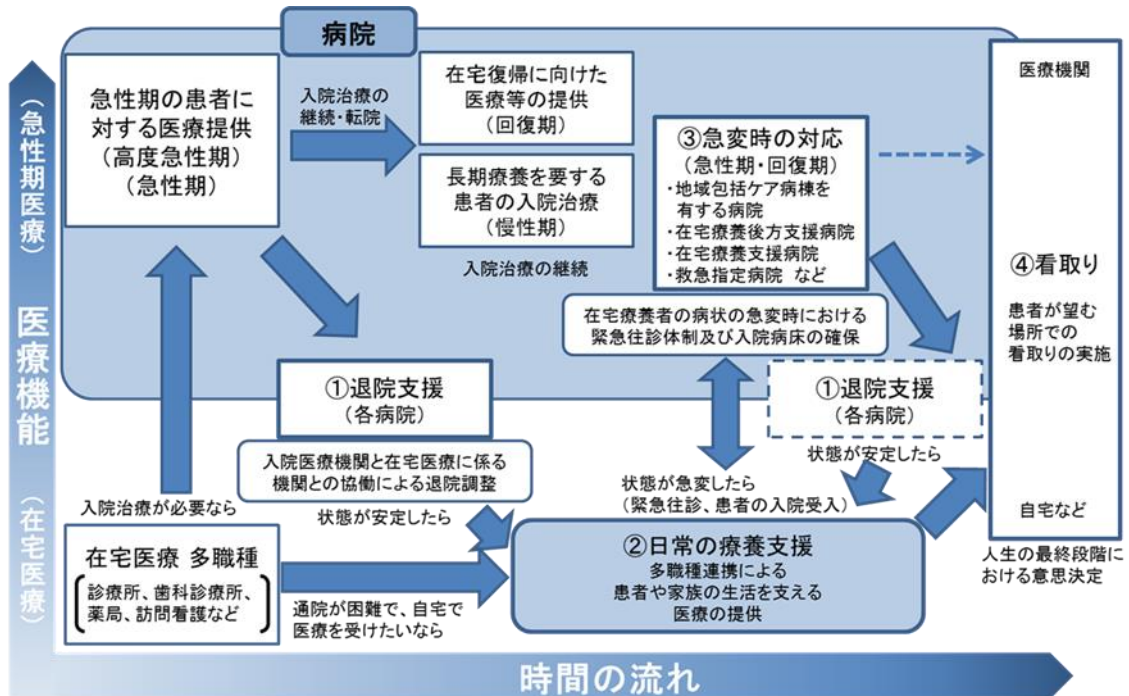 病院
急性期の患者に
対する医療提供
(高度急性期)
(急性期)
入院治療の
継続・転院
在宅復帰に向けた
医療等の提供
(回復期)
長期療養を要する
患者の入院治療
(慢性期)
入院治療の継続
③急変時の対応
(急性期・回復期)
・地域包括ケア病棟を
有する病院
・在宅療養後方支援病院
・在宅療養支援病院
・救急指定病院 など
在宅療養者の病状の急変時における
緊急往診体制及び入院病床の確保
医療機関
④看取り
患者が望む
場所での
看取りの実施
自宅など
人生の最終段階に
おける意思決定
①退院支援
(各病院)
入院医療機関と在宅医療に係る
機関との協働による退院調整
状態が安定したら
①退院支援
(各病院)
状態が安定したら
状態が急変したら
(緊急往診、患者の入院受入)
入院治療が必要なら
在宅医療 多職種
診療所、歯科診療所、
薬局、訪問看護など
通院が困難で、自宅で
医療を受けたいなら
②日常の療養支援
多職種連携による
患者や家族の生活を支える
医療の提供
(急性期医療)
医療機能
(在宅医療)
時間の流れ